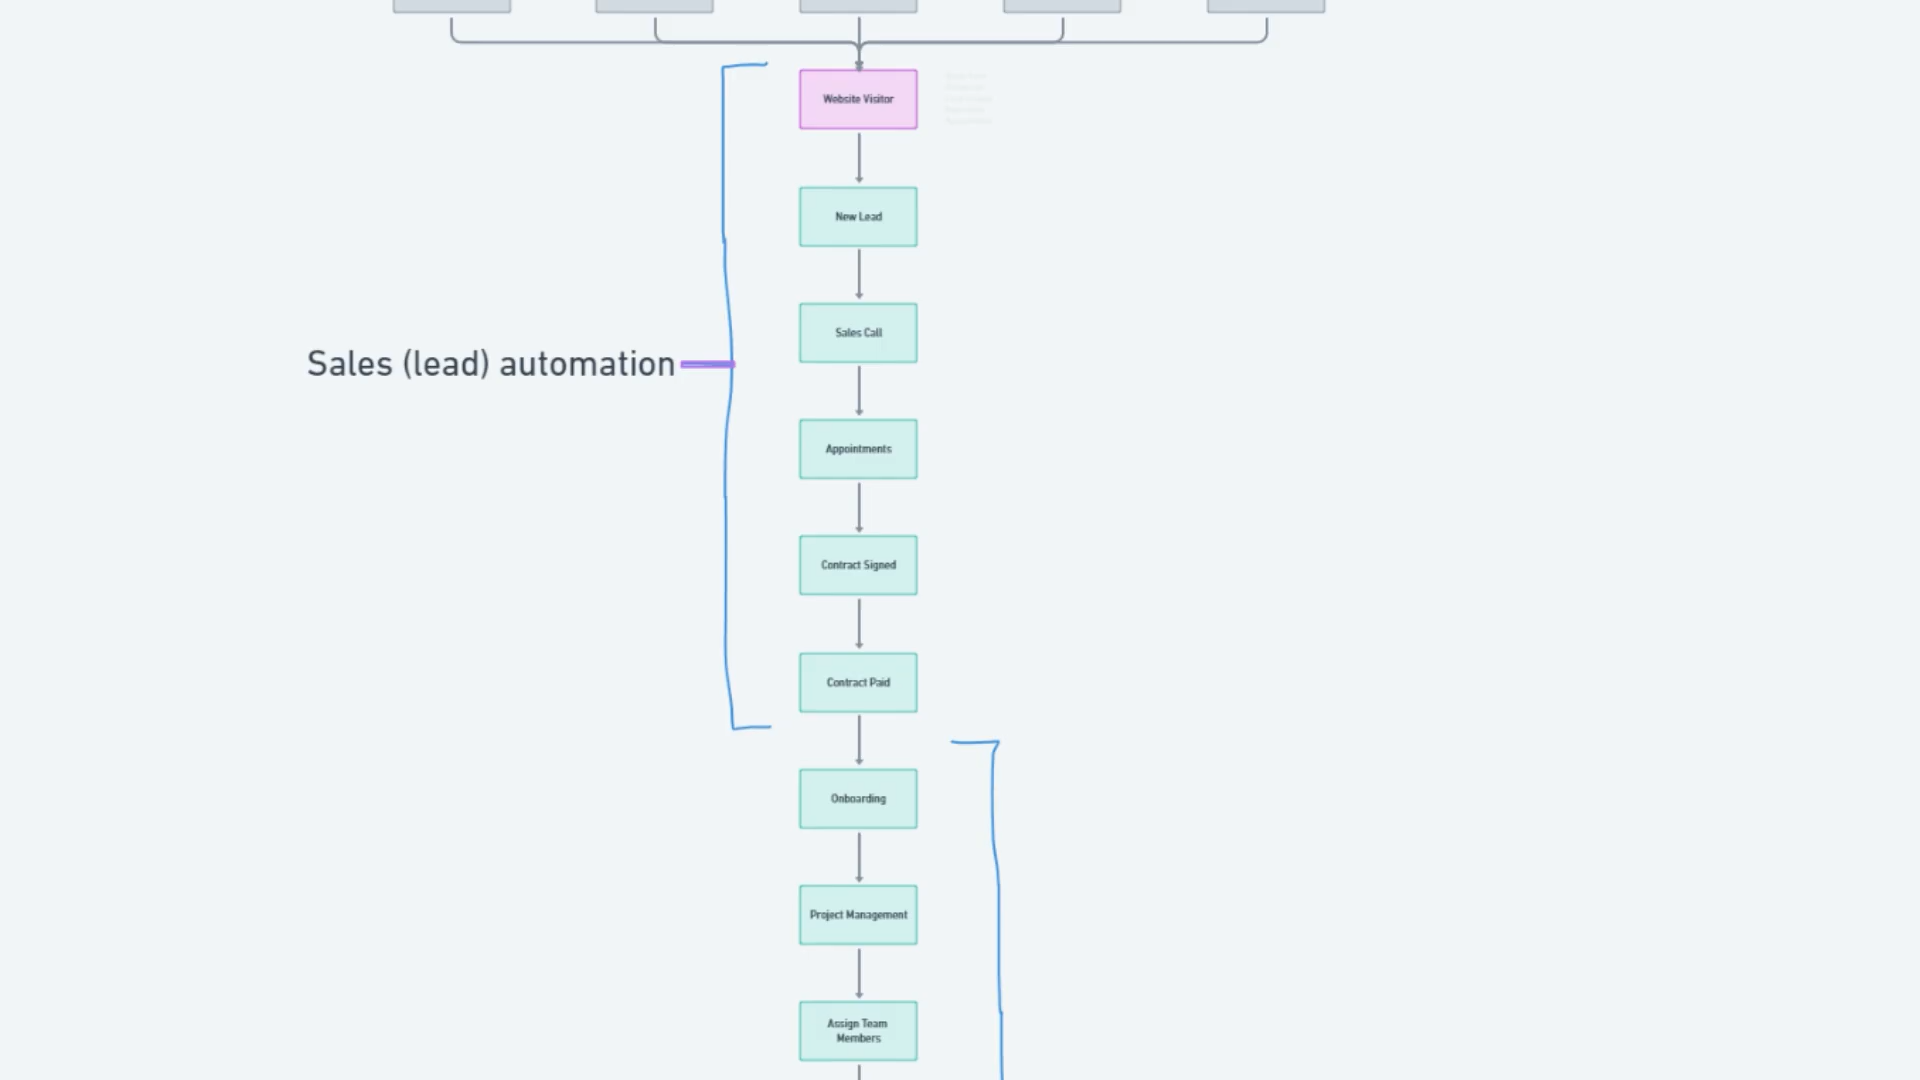 Website Visitor
New Lead
Sales Call
Sales (lead) automation
Appointments
Contract Signed
Contract Paid
Onboarding
Project Management
Assign Team
Members